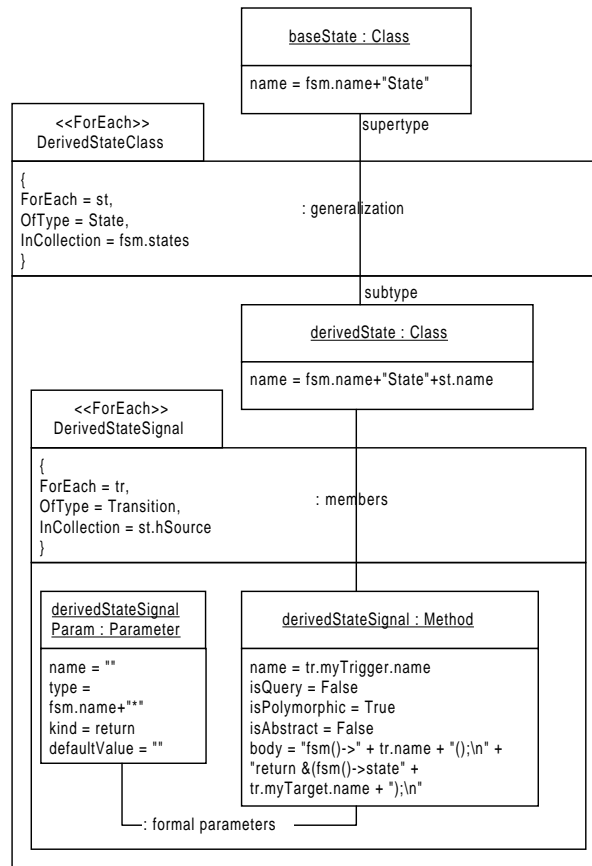 baseState : Class
name = fsm.name+"State"
<<ForEach>>
DerivedStateClass
supertype
{
ForEach = st,
OfType = State,
InCollection = fsm.states
}
: generalization
subtype
derivedState : Class
name = fsm.name+"State"+st.name
<<ForEach>>
DerivedStateSignal
{
ForEach = tr,
OfType = Transition,
InCollection = st.hSource
}
: members
derivedStateSignal
Param : Parameter
name = ""
type =
fsm.name+"*"
kind = return
defaultValue = ""
derivedStateSignal : Method
name = tr.myTrigger.name
isQuery = False
isPolymorphic = True
isAbstract = False
body = "fsm()->" + tr.name + "();\n" +
"return &(fsm()->state" +
tr.myTarget.name + ");\n"
: formal parameters